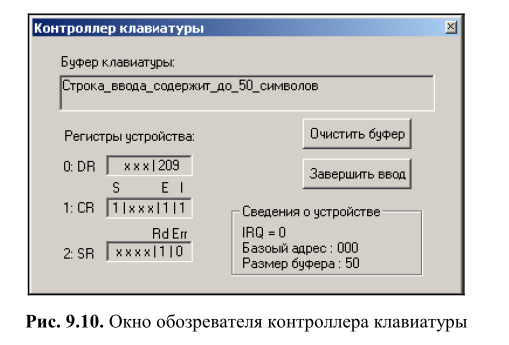 Контроллер клавиатуры
Буфер клавиатуры:
Строка_ввода_содержит_до_50_символов
Регистры устройства:
Очистить буфер
0: DR xxx|209
Завершить ввод
S E I
1: CR 1|xxx|1|1
Сведения о устройстве
IRQ = 0
Rd Err
Базоый адрес : 000
2: SR xxxx|1|0
Размер буфера : 50
Рис. 9.10. Окно обозревателя контроллера клавиатуры